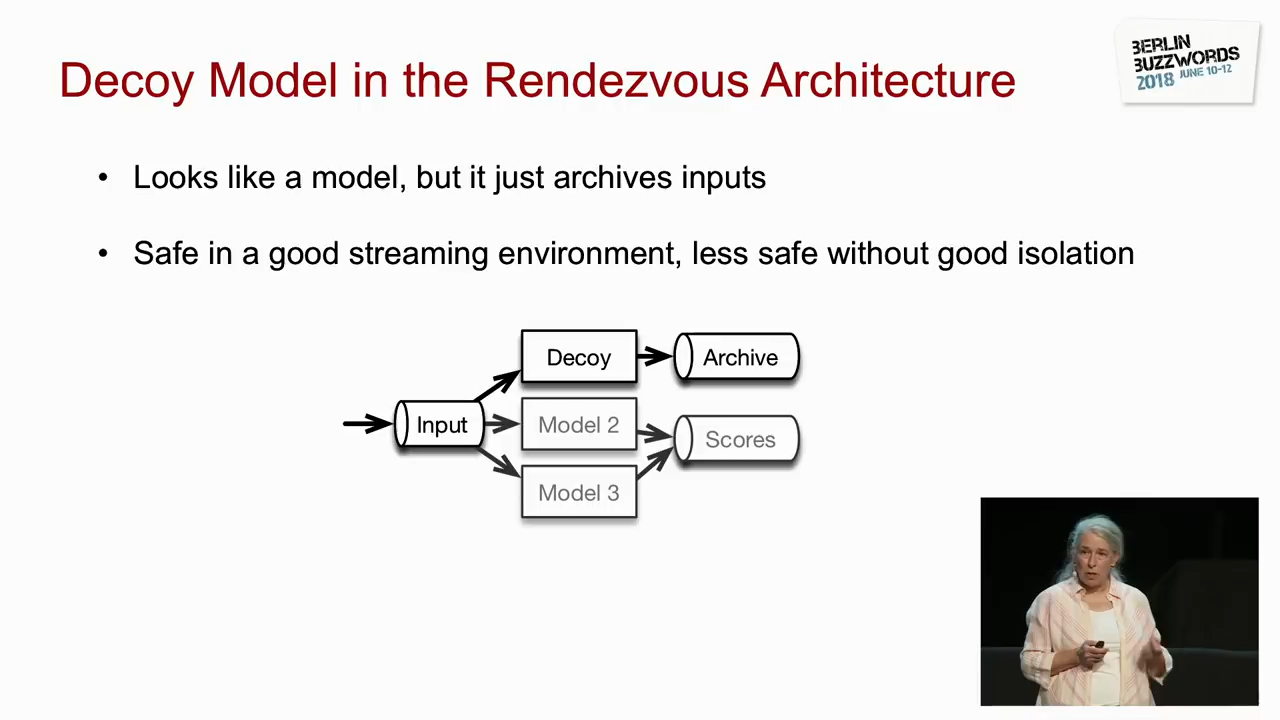 BERLIN
BUZZWORDS
2018 JUNE 10-12
Decoy Model in the Rendezvous Architecture
• Looks like a model, but it just archives inputs
• Safe in a good streaming environment, less safe without good isolation
Decoy
Archive
Input
Model 2
Scores
Model 3